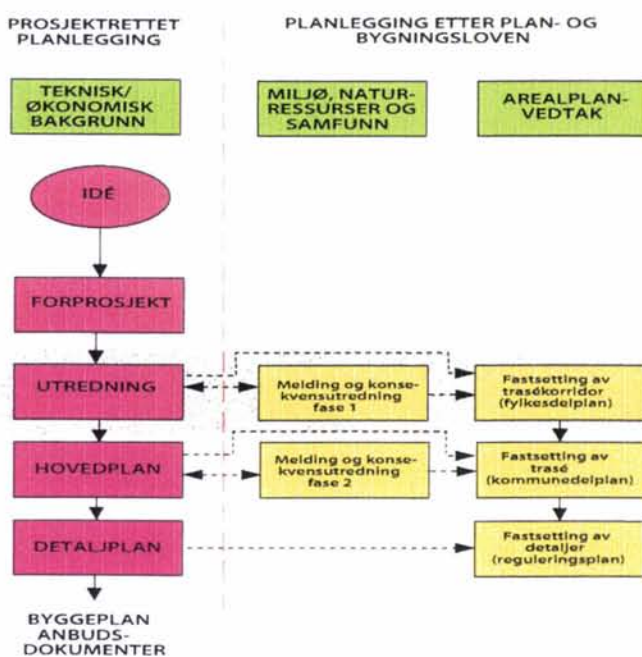 PROSJEKTRETTET
PLANLEGGING
PLANLEGGING ETTER PLAN- OG
BYGNINGSLOVEN
TEKNISK/
ØKONOMISK
BAKGRUNN
MILJØ, NATUR-
RESSURSER OG
SAMFUNN
AREALPLAN-
VEDTAK
IDÉ
FORPROSJEKT
UTREDNING
Melding og konse-
kvensutredning
fase 1
Fastsetting av
trasékorridor
(fylkesdelplan)
HOVEDPLAN
Melding og konse-
kvensutredning
fase 2
Fastsetting av
trasé
(kommunedelplan)
DETALJPLAN
Fastsetting av
detaljer
(reguleringsplan)
BYGGEPLAN
ANBUDS-
DOKUMENTER